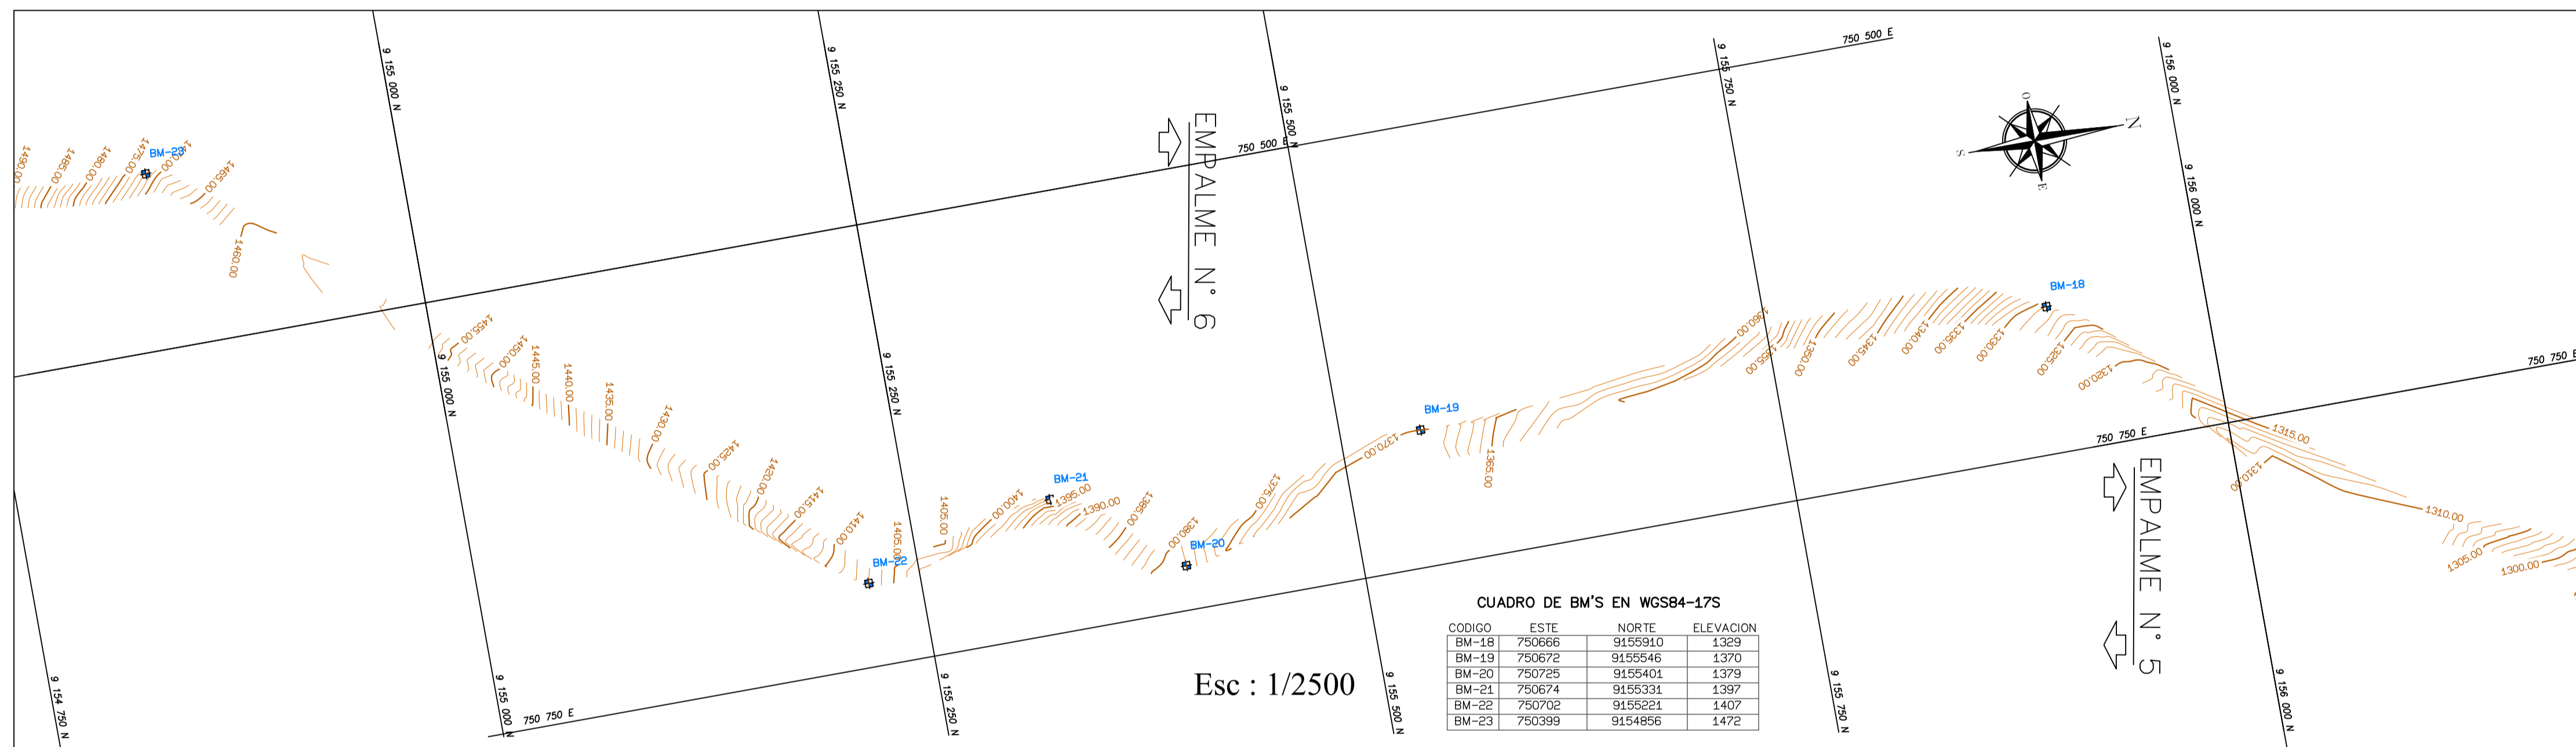 9 155 000 N
9 155 250 N
9 155 500 N
9 155 750 N
9 156 000 N
750 500 E
750 500 E
9 156 000 N
O
N
S
E
EMPALME N° 6
1490.00
1485.00
1480.00
1475.00
BM-23
1465.00
1460.00
1455.00
1450.00
1445.00
1440.00
1435.00
1430.00
1425.00
1420.00
1415.00
1410.00
1405.00
1405.00
BM-22
1400.00
BM-21
1395.00
1390.00
1385.00
1380.00
BM-20
1375.00
1370.00
BM-19
1365.00
1360.00
1355.00
1350.00
1345.00
1340.00
1335.00
1330.00
BM-18
1325.00
1320.00
1315.00
1310.00
1310.00
1305.00
1300.00
9 155 000 N
9 155 250 N
750 750 E
750 750 E
EMPALME N° 5
9 154 750 N
9 155 000 N
750 750 E
9 155 250 N
9 155 500 N
9 155 750 N
9 156 000 N
Esc : 1/2500
CUADRO DE BM'S EN WGS84-17S
CODIGO ESTE NORTE ELEVACION
BM-18 750666 9155910 1329
BM-19 750672 9155546 1370
BM-20 750725 9155401 1379
BM-21 750674 9155331 1397
BM-22 750702 9155221 1407
BM-23 750399 9154856 1472